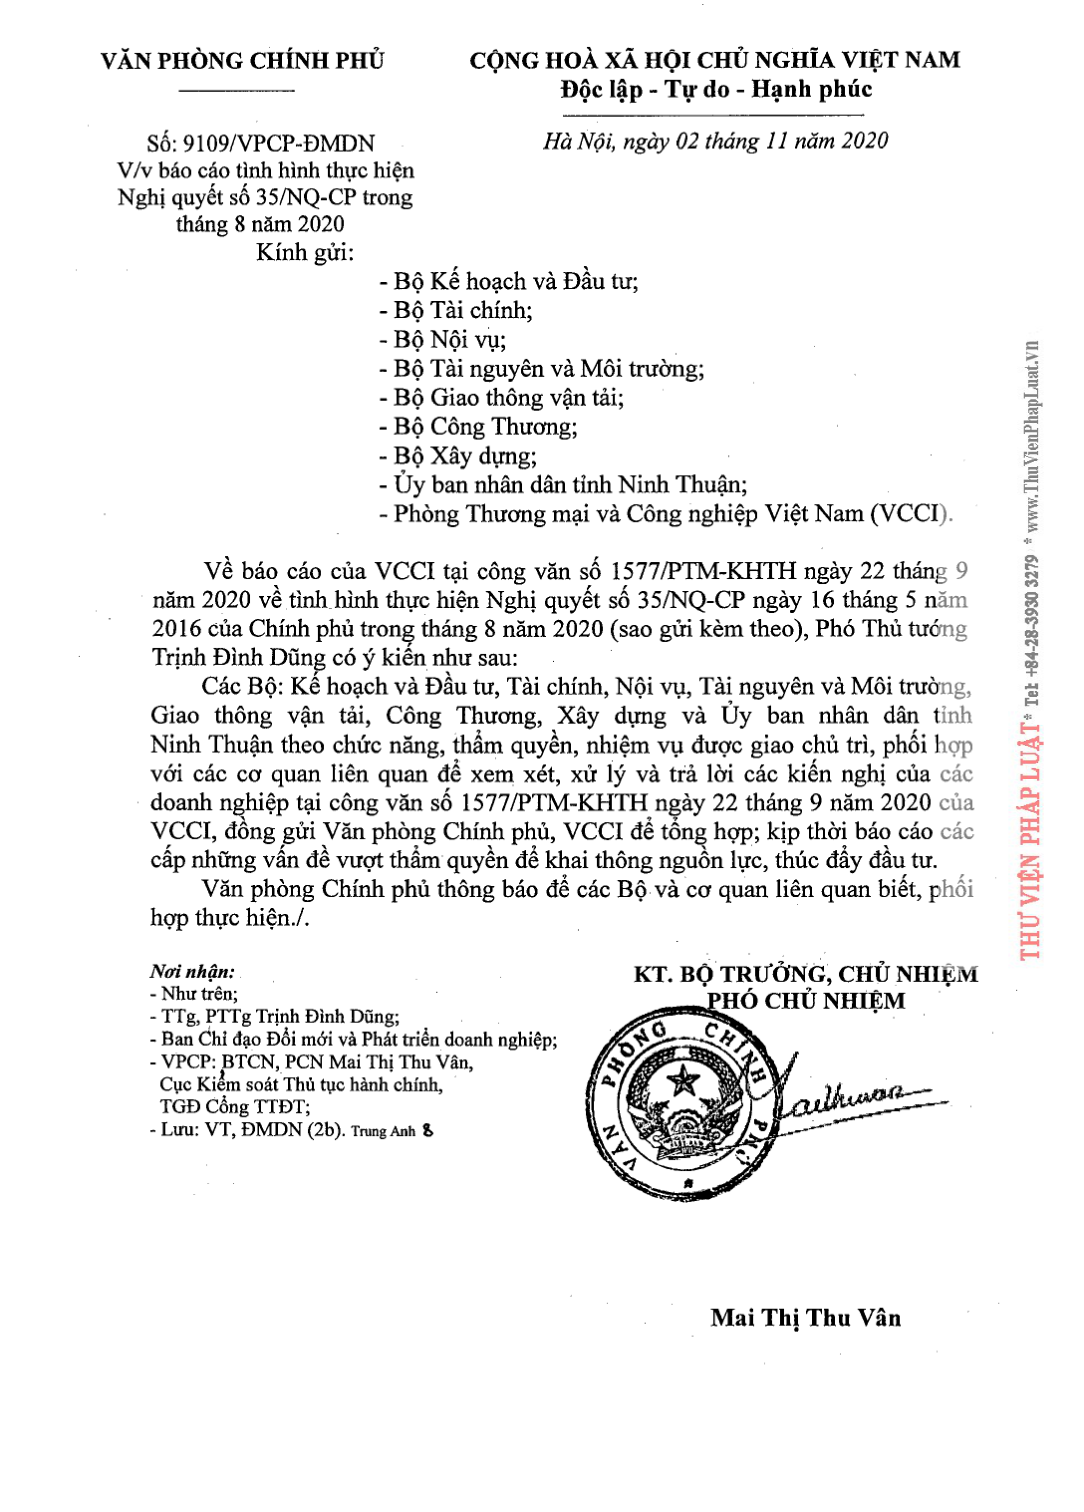 VĂN PHÒNG CHÍNH PHỦ
CỘNG HOÀ XÃ HỘI CHỦ NGHĨA VIỆT NAM
Độc lập - Tự do - Hạnh phúc
Số: 9109/VPCP-ĐMDN
V/v báo cáo tình hình thực hiện
Nghị quyết số 35/NQ-CP trong
tháng 8 năm 2020
Hà Nội, ngày 02 tháng 11 năm 2020
Kính gửi:
- Bộ Kế hoạch và Đầu tư;
- Bộ Tài chính;
- Bộ Nội vụ;
- Bộ Tài nguyên và Môi trường;
- Bộ Giao thông vận tải;
- Bộ Công Thương;
- Bộ Xây dựng;
- Ủy ban nhân dân tỉnh Ninh Thuận;
- Phòng Thương mại và Công nghiệp Việt Nam (VCCI).
Về báo cáo của VCCI tại công văn số 1577/PTM-KHTH ngày 22 tháng 9
năm 2020 về tình hình thực hiện Nghị quyết số 35/NQ-CP ngày 16 tháng 5 năm
2016 của Chính phủ trong tháng 8 năm 2020 (sao gửi kèm theo), Phó Thủ tướng
Trịnh Đình Dũng có ý kiến như sau:
Các Bộ: Kế hoạch và Đầu tư, Tài chính, Nội vụ, Tài nguyên và Môi trường,
Giao thông vận tải, Công Thương, Xây dựng và Ủy ban nhân dân tỉnh
Ninh Thuận theo chức năng, thẩm quyền, nhiệm vụ được giao chủ trì, phối hợp
với các cơ quan liên quan để xem xét, xử lý và trả lời các kiến nghị của các
doanh nghiệp tại công văn số 1577/PTM-KHTH ngày 22 tháng 9 năm 2020 của
VCCI, đồng gửi Văn phòng Chính phủ, VCCI để tổng hợp; kịp thời báo cáo các
cấp những vấn đề vượt thẩm quyền để khai thông nguồn lực, thúc đẩy đầu tư.
Văn phòng Chính phủ thông báo để các Bộ và cơ quan liên quan biết, phối
hợp thực hiện./.
Nơi nhận:
- Như trên;
- TTg, PTTg Trịnh Đình Dũng;
- Ban Chỉ đạo Đổi mới và Phát triển doanh nghiệp;
- VPCP: BTCN, PCN Mai Thị Thu Vân,
Cục Kiểm soát Thủ tục hành chính,
TGĐ Cổng TTĐT;
- Lưu: VT, ĐMDN (2b). Trung Anh
KT. BỘ TRƯỞNG, CHỦ NHIỆM
PHÓ CHỦ NHIỆM
VĂN PHÒNG CHÍNH PHỦ
Mai Thị Thu Vân
THƯ VIỆN PHÁP LUẬT * Tel: +84-28-3930 3279 * www.ThuVienPhapLuat.vn